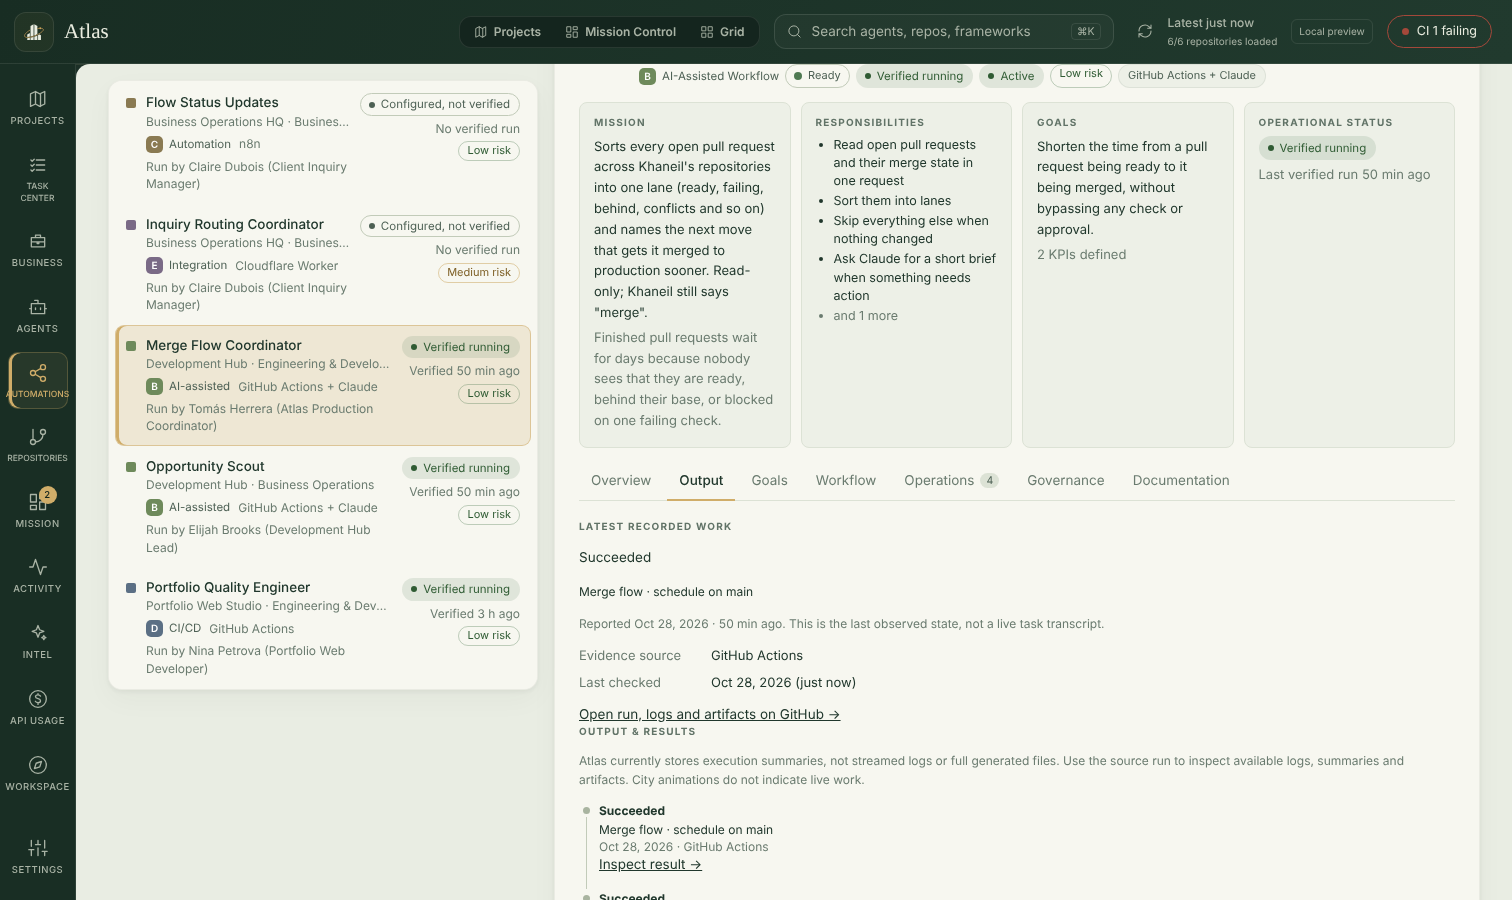 Atlas
Projects
Mission Control
Grid
Search agents, repos, frameworks
⌘K
Latest just now
6/6 repositories loaded
Local preview
CI 1 failing
PROJECTS
TASK
CENTER
BUSINESS
AGENTS
AUTOMATIONS
REPOSITORIES
2
MISSION
ACTIVITY
INTEL
API USAGE
WORKSPACE
SETTINGS
Flow Status Updates
Configured, not verified
Business Operations HQ · Busines...
No verified run
C Automation n8n
Low risk
Run by Claire Dubois (Client Inquiry
Manager)
Inquiry Routing Coordinator
Configured, not verified
Business Operations HQ · Busines...
No verified run
E Integration Cloudflare Worker
Medium risk
Run by Claire Dubois (Client Inquiry
Manager)
Merge Flow Coordinator
Verified running
Development Hub · Engineering & Develo...
Verified 50 min ago
B AI-assisted GitHub Actions + Claude
Low risk
Run by Tomás Herrera (Atlas Production
Coordinator)
Opportunity Scout
Verified running
Development Hub · Business Operations
Verified 50 min ago
B AI-assisted GitHub Actions + Claude
Low risk
Run by Elijah Brooks (Development Hub
Lead)
Portfolio Quality Engineer
Verified running
Portfolio Web Studio · Engineering & Dev...
Verified 3 h ago
D CI/CD GitHub Actions
Low risk
Run by Nina Petrova (Portfolio Web
Developer)
B AI-Assisted Workflow
Ready
Verified running
Active
Low risk
GitHub Actions + Claude
MISSION
Sorts every open pull request
across Khaneil's repositories
into one lane (ready, failing,
behind, conflicts and so on)
and names the next move
that gets it merged to
production sooner. Read-
only; Khaneil still says
"merge".
Finished pull requests wait
for days because nobody
sees that they are ready,
behind their base, or blocked
on one failing check.
RESPONSIBILITIES
• Read open pull requests
and their merge state in
one request
• Sort them into lanes
• Skip everything else when
nothing changed
• Ask Claude for a short brief
when something needs
action
• and 1 more
GOALS
Shorten the time from a pull
request being ready to it
being merged, without
bypassing any check or
approval.
2 KPIs defined
OPERATIONAL STATUS
Verified running
Last verified run 50 min ago
Overview
Output
Goals
Workflow
Operations 4
Governance
Documentation
LATEST RECORDED WORK
Succeeded
Merge flow · schedule on main
Reported Oct 28, 2026 · 50 min ago. This is the last observed state, not a live task transcript.
Evidence source GitHub Actions
Last checked Oct 28, 2026 (just now)
Open run, logs and artifacts on GitHub →
OUTPUT & RESULTS
Atlas currently stores execution summaries, not streamed logs or full generated files. Use the source run to inspect available logs, summaries and
artifacts. City animations do not indicate live work.
Succeeded
Merge flow · schedule on main
Oct 28, 2026 · GitHub Actions
Inspect result →
Succeeded